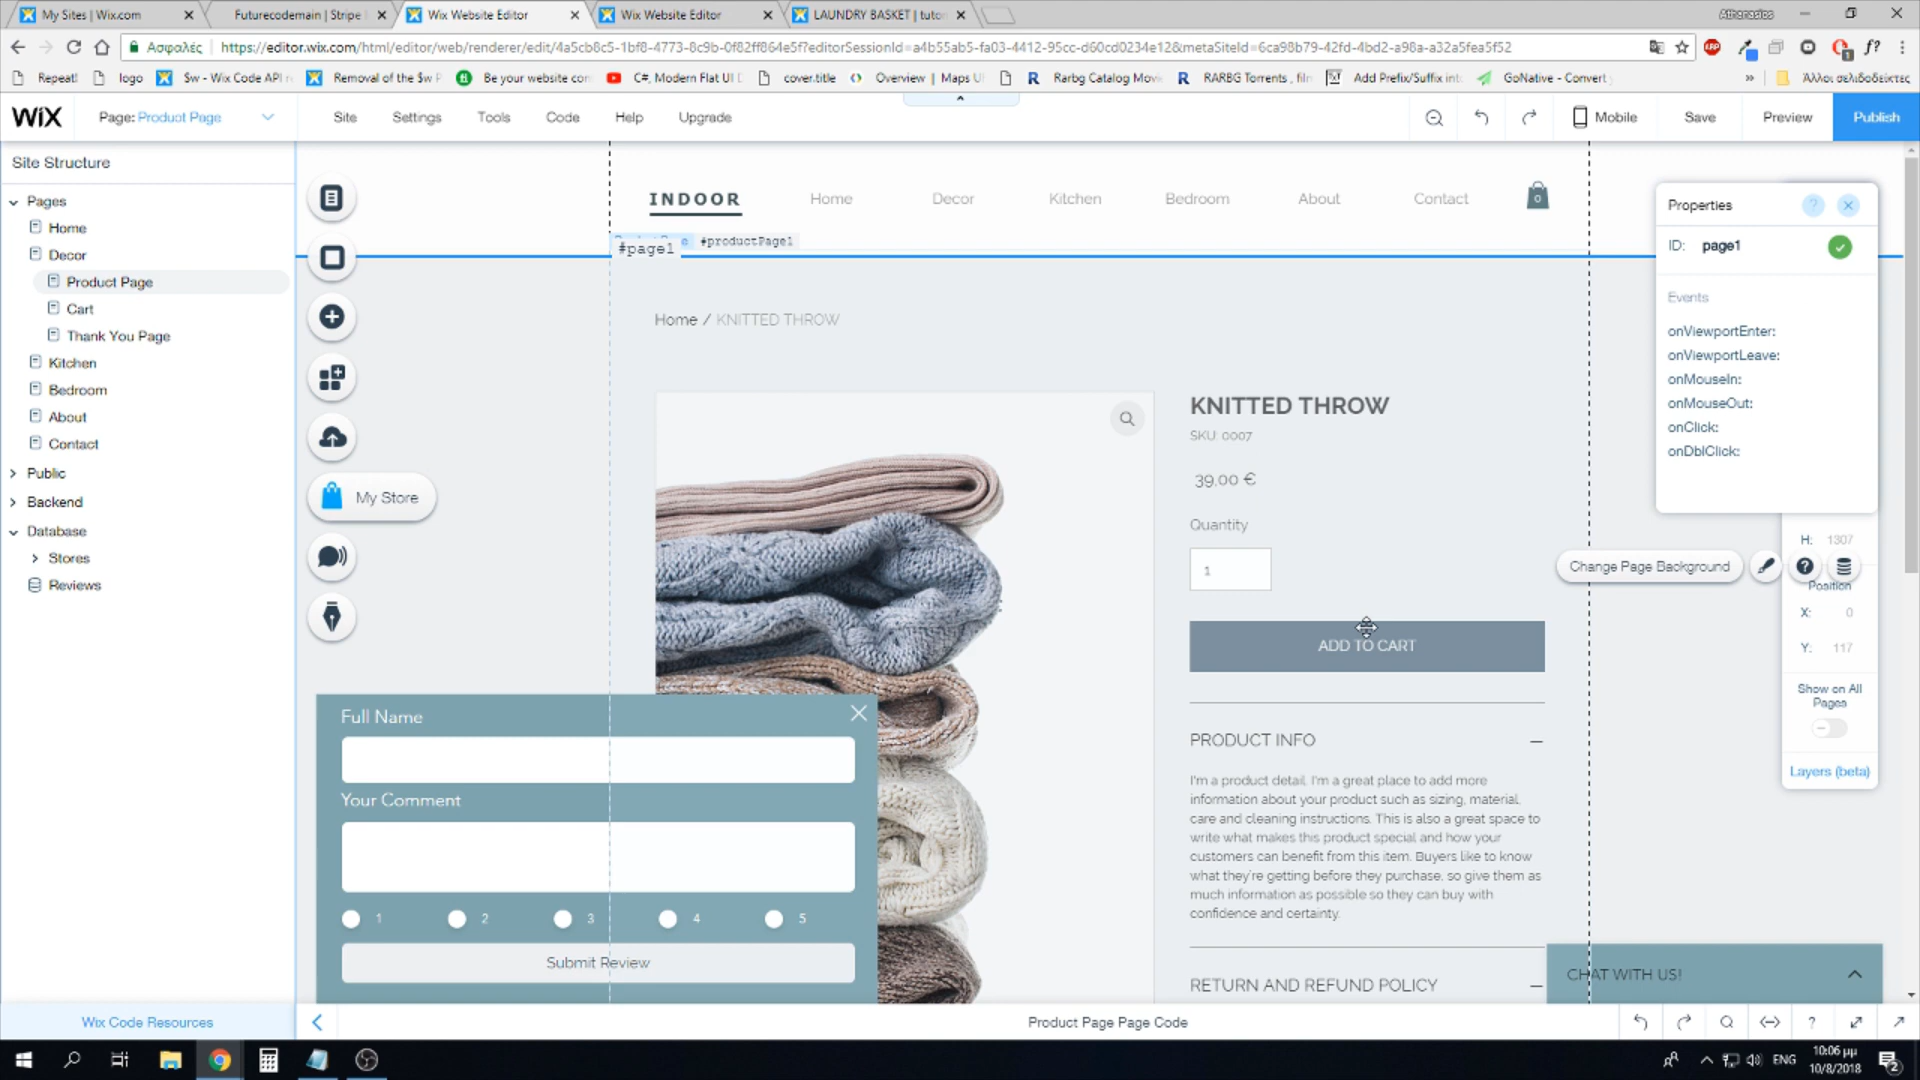 My Sites | Wix.com
Futurecodemain | Stripe
Wix Website Editor
Wix Website Editor
LAUNDRY BASKET | tuto
Athanasios
Ασφαλές
https://editor.wix.com/html/editor/web/renderer/edit/4a5cb8c5-1bf8-4773-8c9b-0f82ff864e5f?editorSessionId=a4b55ab5-fa03-4412-95cc-d60cd0234e12&metaSiteId=6ca98b79-42fd-4bd2-a98a-a32a5fea5f52
Repeat!
logo
$w - Wix Code API r
Removal of the $w P
Be your website con
C#, Modern Flat UI D
cover.title
Overview | Maps U
Rarbg Catalog Movi
RARBG Torrents , film
Add Prefix/Suffix into
GoNative - Convert y
Άλλοι σελιδοδείκτες
WiX
Page: Product Page
Site
Settings
Tools
Code
Help
Upgrade
Mobile
Save
Preview
Publish
Site Structure
Pages
Home
Decor
Product Page
Cart
Thank You Page
Kitchen
Bedroom
About
Contact
Public
Backend
Database
Stores
Reviews
My Store
INDOOR
Home
Decor
Kitchen
Bedroom
About
Contact
0
#page1
#productPage1
Home / KNITTED THROW
KNITTED THROW
SKU: 0007
39.00 €
Quantity
1
ADD TO CART
PRODUCT INFO
I'm a product detail. I'm a great place to add more
information about your product such as sizing, material,
care and cleaning instructions. This is also a great space to
write what makes this product special and how your
customers can benefit from this item. Buyers like to know
what they're getting before they purchase, so give them as
much information as possible so they can buy with
confidence and certainty.
RETURN AND REFUND POLICY
Full Name
Your Comment
1
2
3
4
5
Submit Review
Properties
?
ID: page1
Events
onViewportEnter:
onViewportLeave:
onMouseIn:
onMouseOut:
onClick:
onDblClick:
H: 1307
Change Page Background
Position
X: 0
Y: 117
Show on All
Pages
Layers (beta)
CHAT WITH US!
Wix Code Resources
Product Page Page Code
?
ENG
10:06 μμ
10/8/2018
2